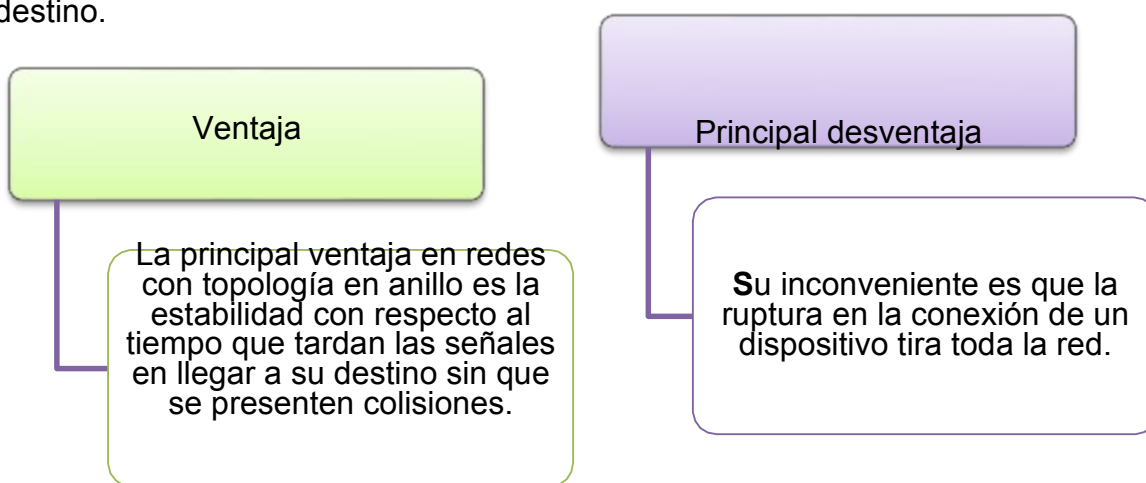 destino.
Ventaja
La principal ventaja en redes
con topología en anillo es la
estabilidad con respecto al
tiempo que tardan las señales
en llegar a su destino sin que
se presenten colisiones.
Principal desventaja
Su inconveniente es que la
ruptura en la conexión de un
dispositivo tira toda la red.